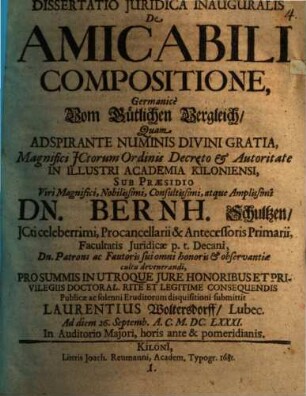 DISSERTATIO JURIDICA INAUGURALIS
De
AMICABILI
COMPOSITIONE,
Germanicè
Vom Gütlichen Vergleich/
Quam
ADSPIRANTE NUMINIS DIVINI GRATIA,
Magnifici JCtorum Ordinis Decreto & Autoritate
IN ILLUSTRI ACADEMIA KILONIENSI,
SUB PRÆSIDIO
Viri Magnifici, Nobilissimi, Consultissimi, atque Amplissimi
DN. BERNH. Schultzen/
JCti celeberrimi, Procancellarii & Antecessoris Primarii,
Facultatis Juridicæ p. t. Decani,
Dn. Patroni ac Fautoris sui omni honoris & observantiæ
cultu devenerandi,
PRO SUMMIS IN UTROQUE JURE HONORIBUS ET PRI-
VILEGIIS DOCTORAL. RITE ET LEGITIME CONSEQUENDIS
Publicæ ac solenni Eruditorum disquisitioni submittit
LAURENTIUS Woltersdorff/ Lubec.
Ad diem 26. Septemb. A. C. M. DC. LXXXI.
In Auditorio Majori, horis ante & pomeridianis.
KILONI,
Literis Joach. Reumanni, Academ. Typogr. 1681.
1.